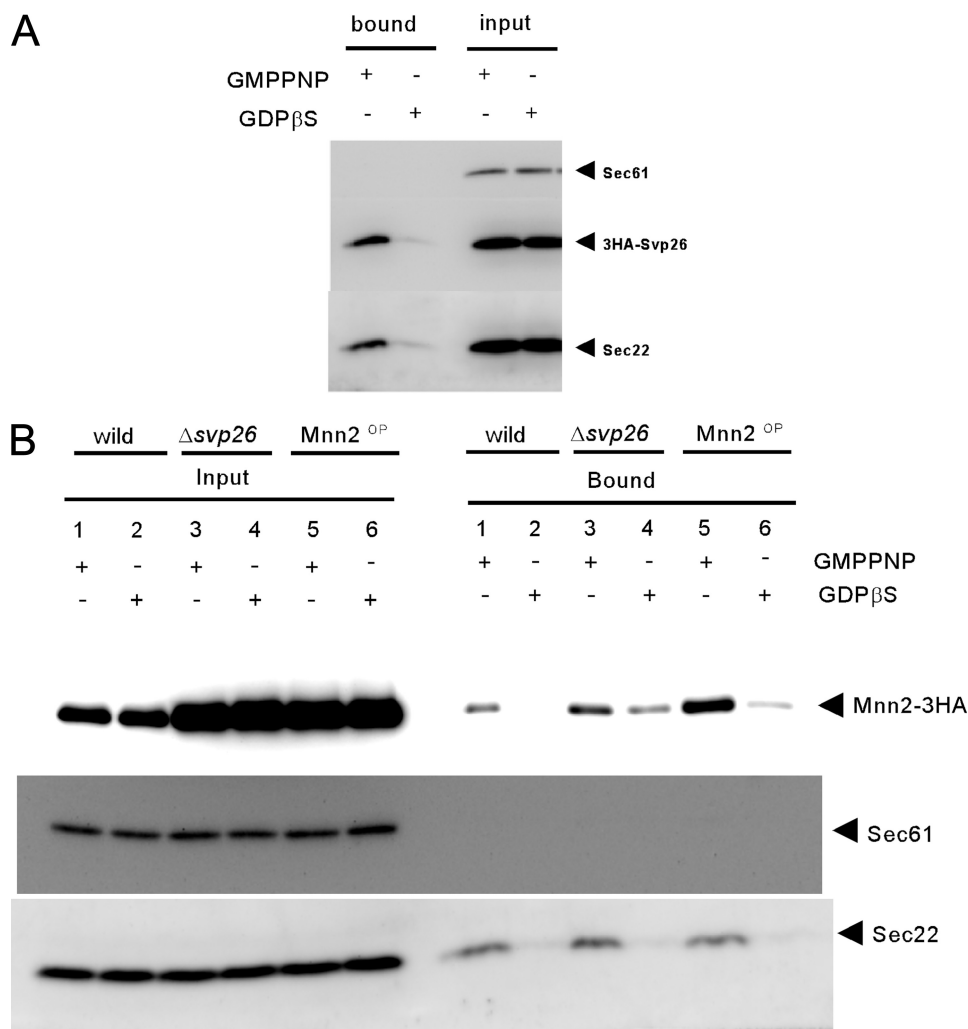 A
bound input
GMPPNP + - + -
GDPβS - + - +
Sec61
3HA-Svp26
Sec22
B
wild Δsvp26 Mnn2 OP wild Δsvp26 Mnn2 OP
Input Bound
1 2 3 4 5 6 1 2 3 4 5 6
+ - + - + - + - + - + - GMPPNP
- + - + - + - + - + - + GDPβS
Mnn2-3HA
Sec61
Sec22